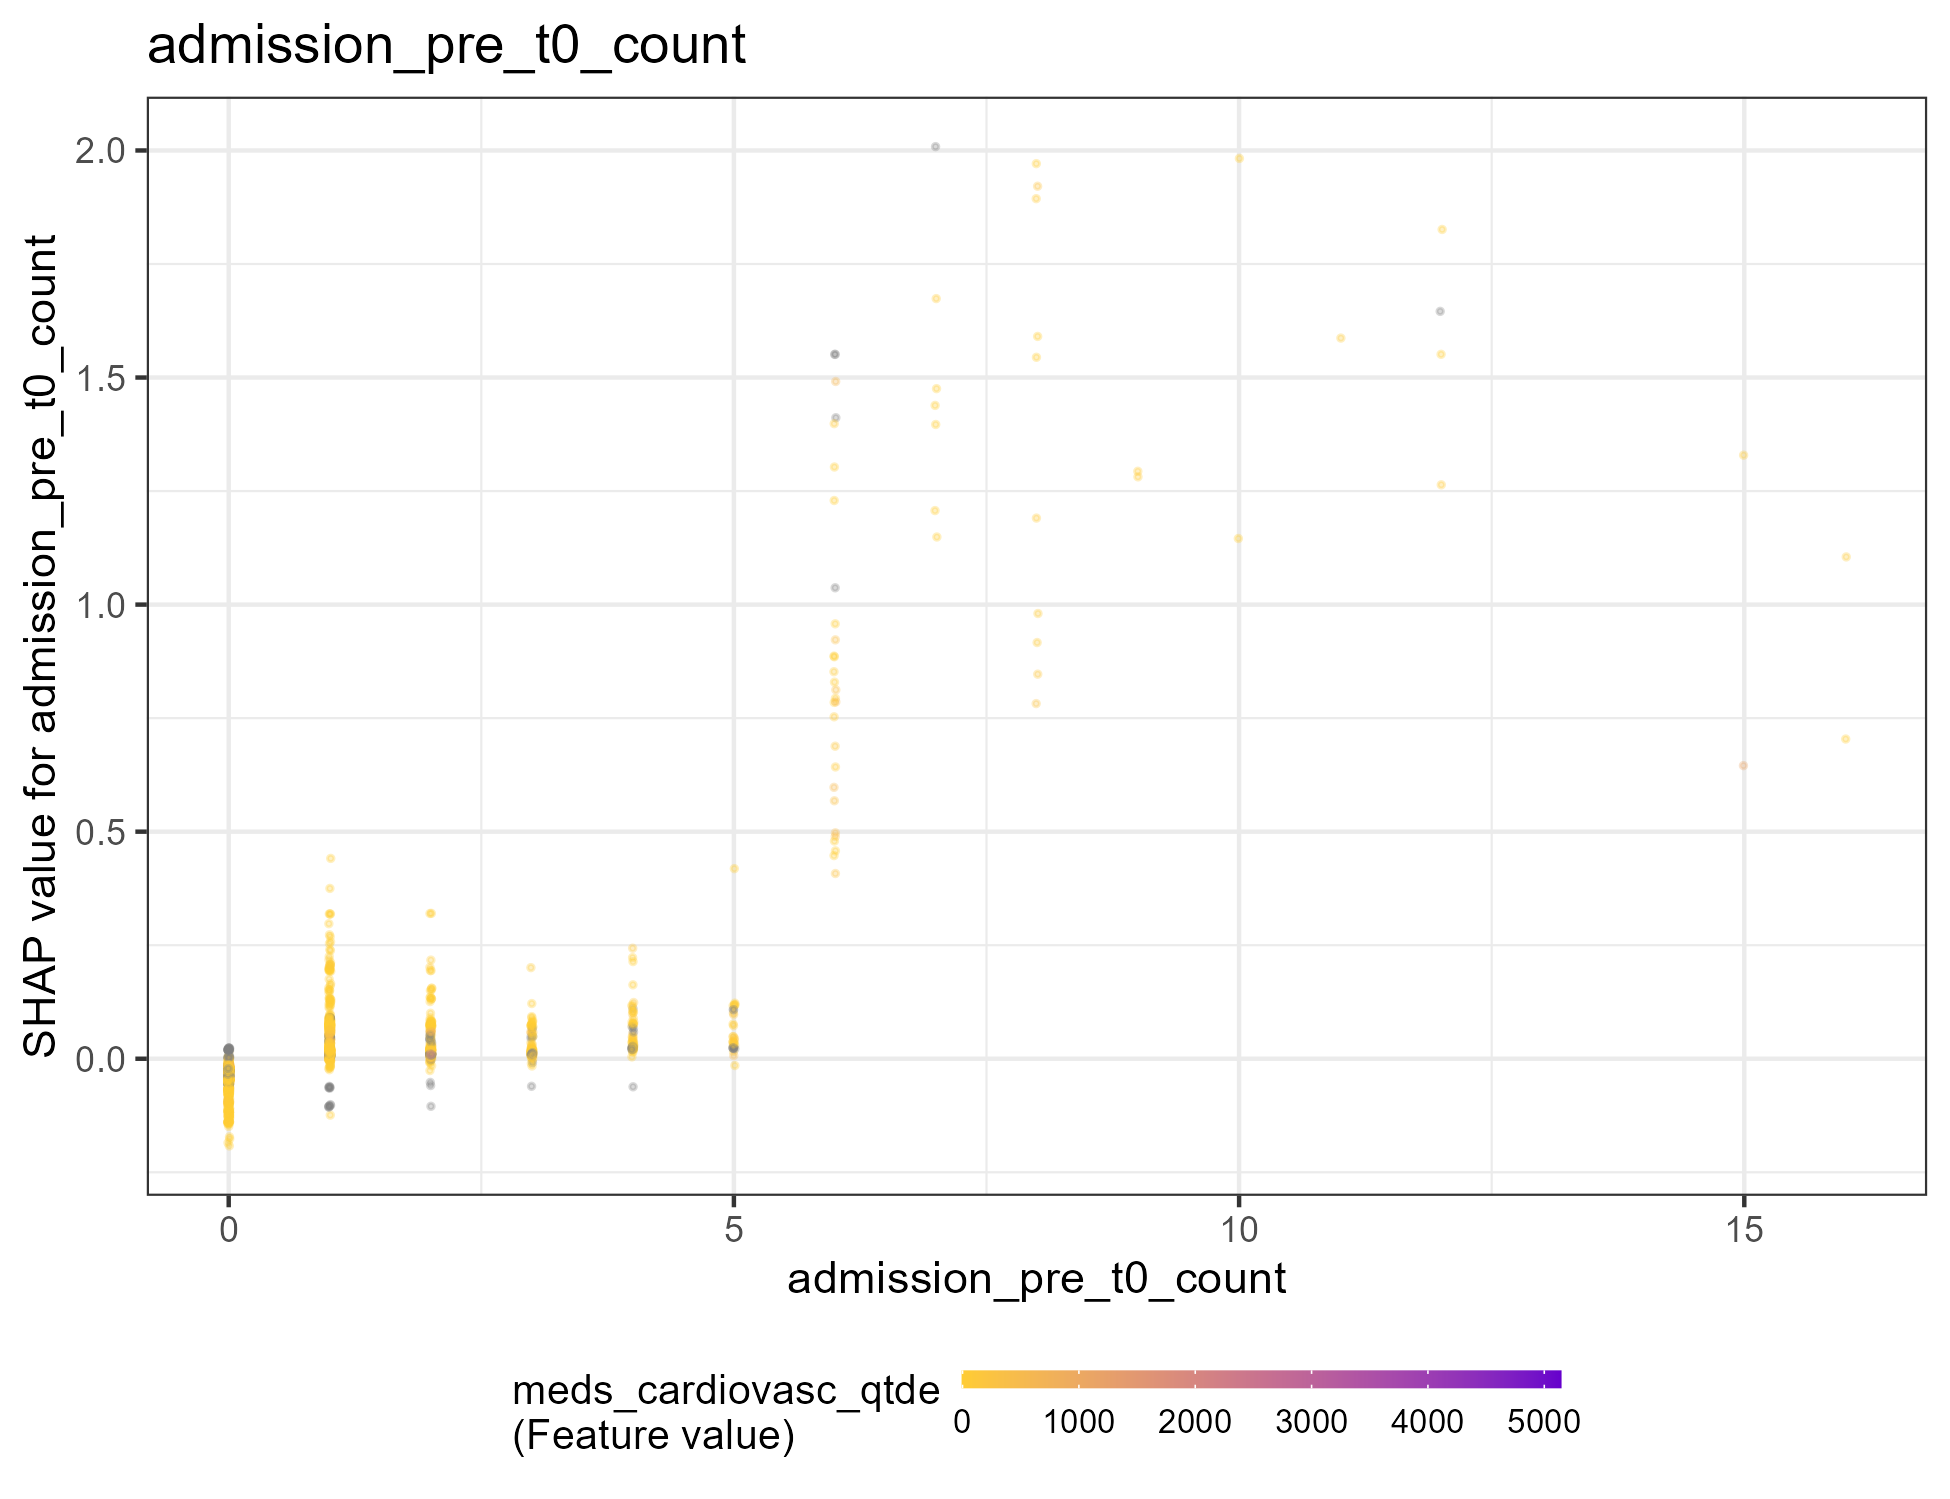 admission_pre_t0_count
SHAP value for admission_pre_t0_count
2.0
1.5
1.0
0.5
0.0
0 5 10 15
admission_pre_t0_count
meds_cardiovasc_qtde
(Feature value)
0 1000 2000 3000 4000 5000